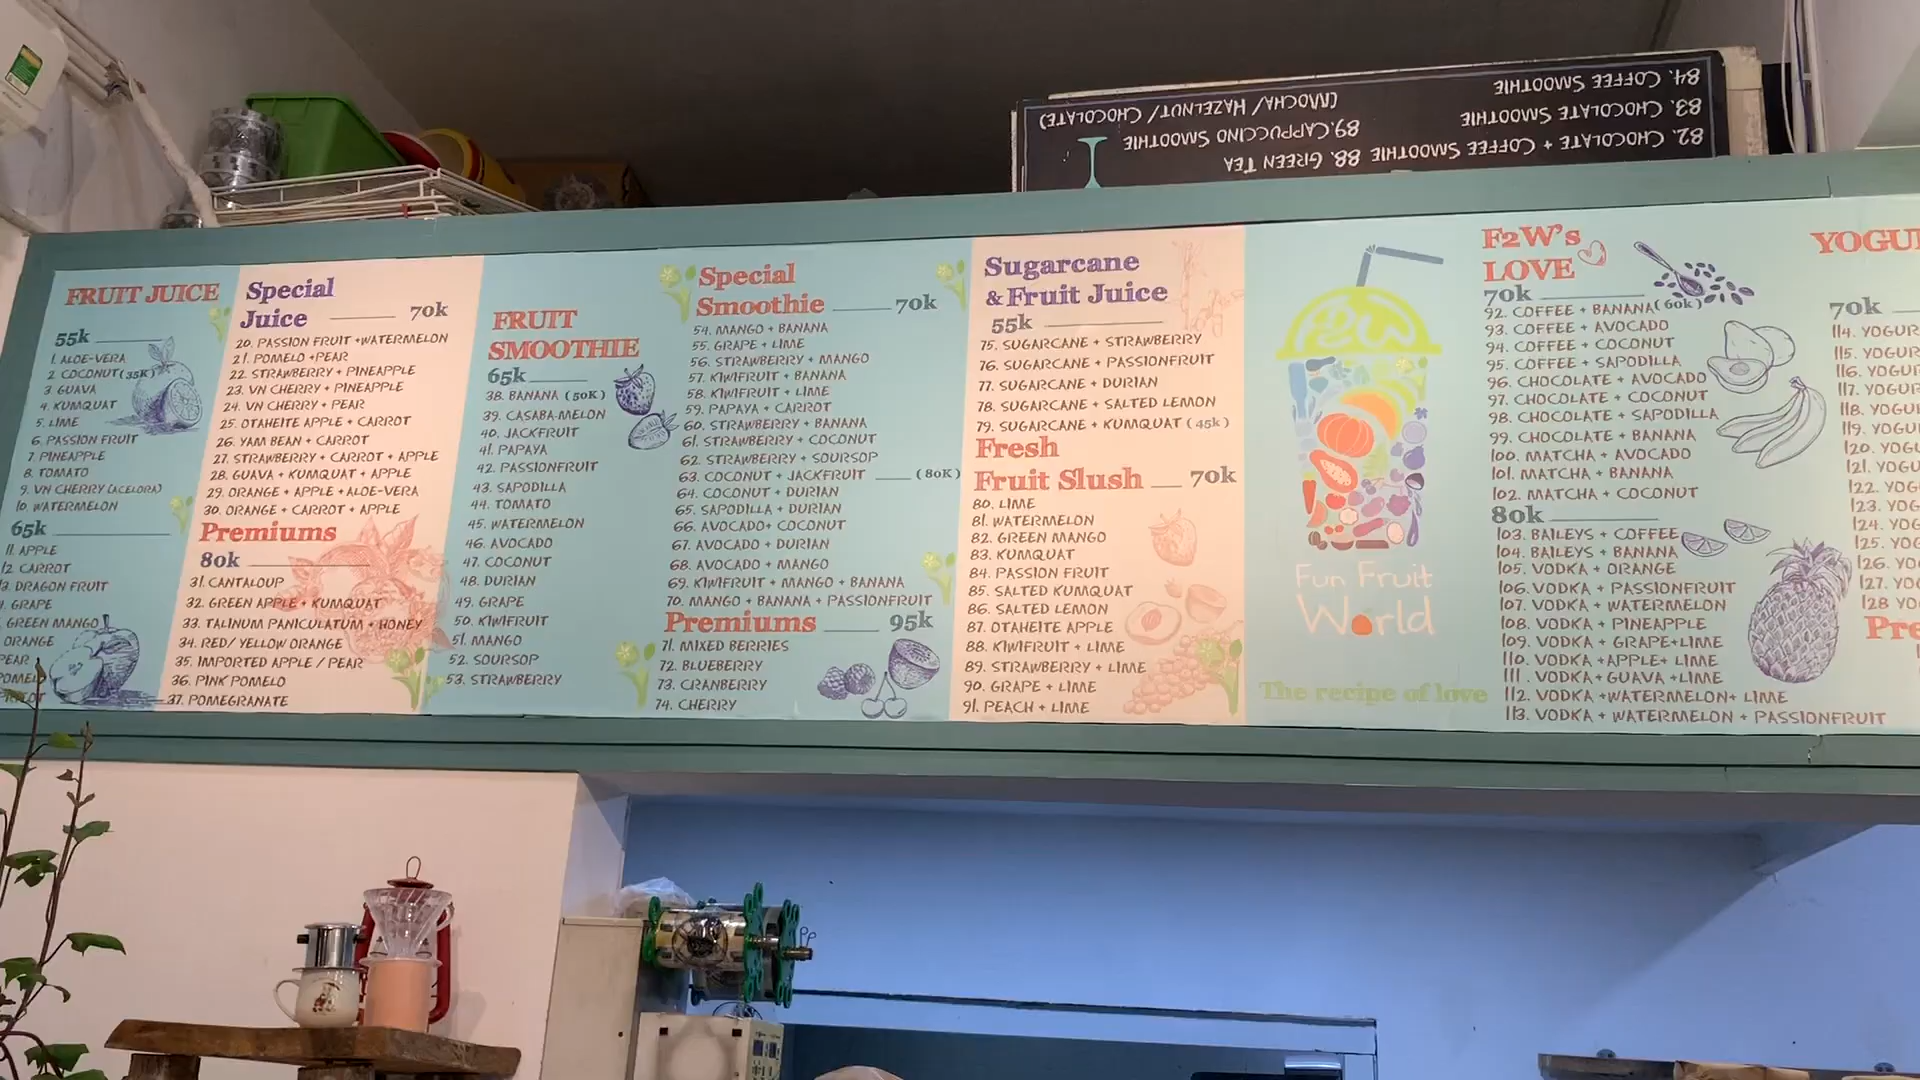 84. COFFEE SMOOTHIE
83. CHOCOLATE SMOOTHIE
82. CHOCOLATE + COFFEE SMOOTHIE
(MOCHA/ HAZELNUT/ CHOCOLATE)
89. CAPPUCCINO SMOOTHIE
88. GREEN TEA
FRUIT JUICE
55k
1. ALOE-VERA
2. COCONUT (35K)
3. GUAVA
4. KUMQUAT
5. LIME
6. PASSION FRUIT
7. PINEAPPLE
8. TOMATO
9. VN CHERRY (ACELORA)
10. WATERMELON
65k
11. APPLE
12. CARROT
13. DRAGON FRUIT
GRAPE
GREEN MANGO
ORANGE
PEAR
Special
Juice 70k
20. PASSION FRUIT +WATERMELON
21. POMELO +PEAR
22. STRAWBERRY + PINEAPPLE
23. VN CHERRY + PINEAPPLE
24. VN CHERRY + PEAR
25. OTAHEITE APPLE + CARROT
26. YAM BEAN + CARROT
27. STRAWBERRY + CARROT + APPLE
28. GUAVA + KUMQUAT + APPLE
29. ORANGE + APPLE + ALOE-VERA
30. ORANGE + CARROT + APPLE
Premiums
80k
31. CANTALOUP
32. GREEN APPLE + KUMQUAT
33. TALINUM PANICULATUM + HONEY
34. RED/ YELLOW ORANGE
35. IMPORTED APPLE / PEAR
36. PINK POMELO
37. POMEGRANATE
FRUIT
SMOOTHIE
65k
38. BANANA (50K)
39. CASABA-MELON
40. JACKFRUIT
41. PAPAYA
42. PASSIONFRUIT
43. SAPODILLA
44. TOMATO
45. WATERMELON
46. AVOCADO
47. COCONUT
48. DURIAN
49. GRAPE
50. KIWIFRUIT
51. MANGO
52. SOURSOP
53. STRAWBERRY
Special
Smoothie 70k
54. MANGO + BANANA
55. GRAPE + LIME
56. STRAWBERRY + MANGO
57. KIWIFRUIT + BANANA
58. KIWIFRUIT + LIME
59. PAPAYA + CARROT
60. STRAWBERRY + BANANA
61. STRAWBERRY + COCONUT
62. STRAWBERRY + SOURSOP
63. COCONUT + JACKFRUIT (80K)
64. COCONUT + DURIAN
65. SAPODILLA + DURIAN
66. AVOCADO+ COCONUT
67. AVOCADO + DURIAN
68. AVOCADO + MANGO
69. KIWIFRUIT + MANGO + BANANA
70. MANGO + BANANA + PASSIONFRUIT
Premiums 95k
71. MIXED BERRIES
72. BLUEBERRY
73. CRANBERRY
74. CHERRY
Sugarcane
& Fruit Juice
55k
75. SUGARCANE + STRAWBERRY
76. SUGARCANE + PASSIONFRUIT
77. SUGARCANE + DURIAN
78. SUGARCANE + SALTED LEMON
79. SUGARCANE + KUMQUAT (45k)
Fresh
Fruit Slush 70k
80. LIME
81. WATERMELON
82. GREEN MANGO
83. KUMQUAT
84. PASSION FRUIT
85. SALTED KUMQUAT
86. SALTED LEMON
87. OTAHEITE APPLE
88. KIWIFRUIT + LIME
89. STRAWBERRY + LIME
90. GRAPE + LIME
91. PEACH + LIME
F2W
Fun Fruit
World
The recipe of love
F2W's
LOVE
70k
92. COFFEE + BANANA (60k)
93. COFFEE + AVOCADO
94. COFFEE + COCONUT
95. COFFEE + SAPODILLA
96. CHOCOLATE + AVOCADO
97. CHOCOLATE + COCONUT
98. CHOCOLATE + SAPODILLA
99. CHOCOLATE + BANANA
100. MATCHA + AVOCADO
101. MATCHA + BANANA
102. MATCHA + COCONUT
80k
103. BAILEYS + COFFEE
104. BAILEYS + BANANA
105. VODKA + ORANGE
106. VODKA + PASSIONFRUIT
107. VODKA + WATERMELON
108. VODKA + PINEAPPLE
109. VODKA + GRAPE+LIME
110. VODKA +APPLE+ LIME
111. VODKA + GUAVA +LIME
112. VODKA +WATERMELON+ LIME
113. VODKA + WATERMELON + PASSIONFRUIT
YOGU
70k
114. YOGUR
115. YOGUR
116. YOGU
117. YOGU
118. YOGU
119. YOGU
120. YOGU
121. YOGU
122. YOG
123. YOG
124. YOG
125. YOG
126. YO
127. YO
128 YO
Pre